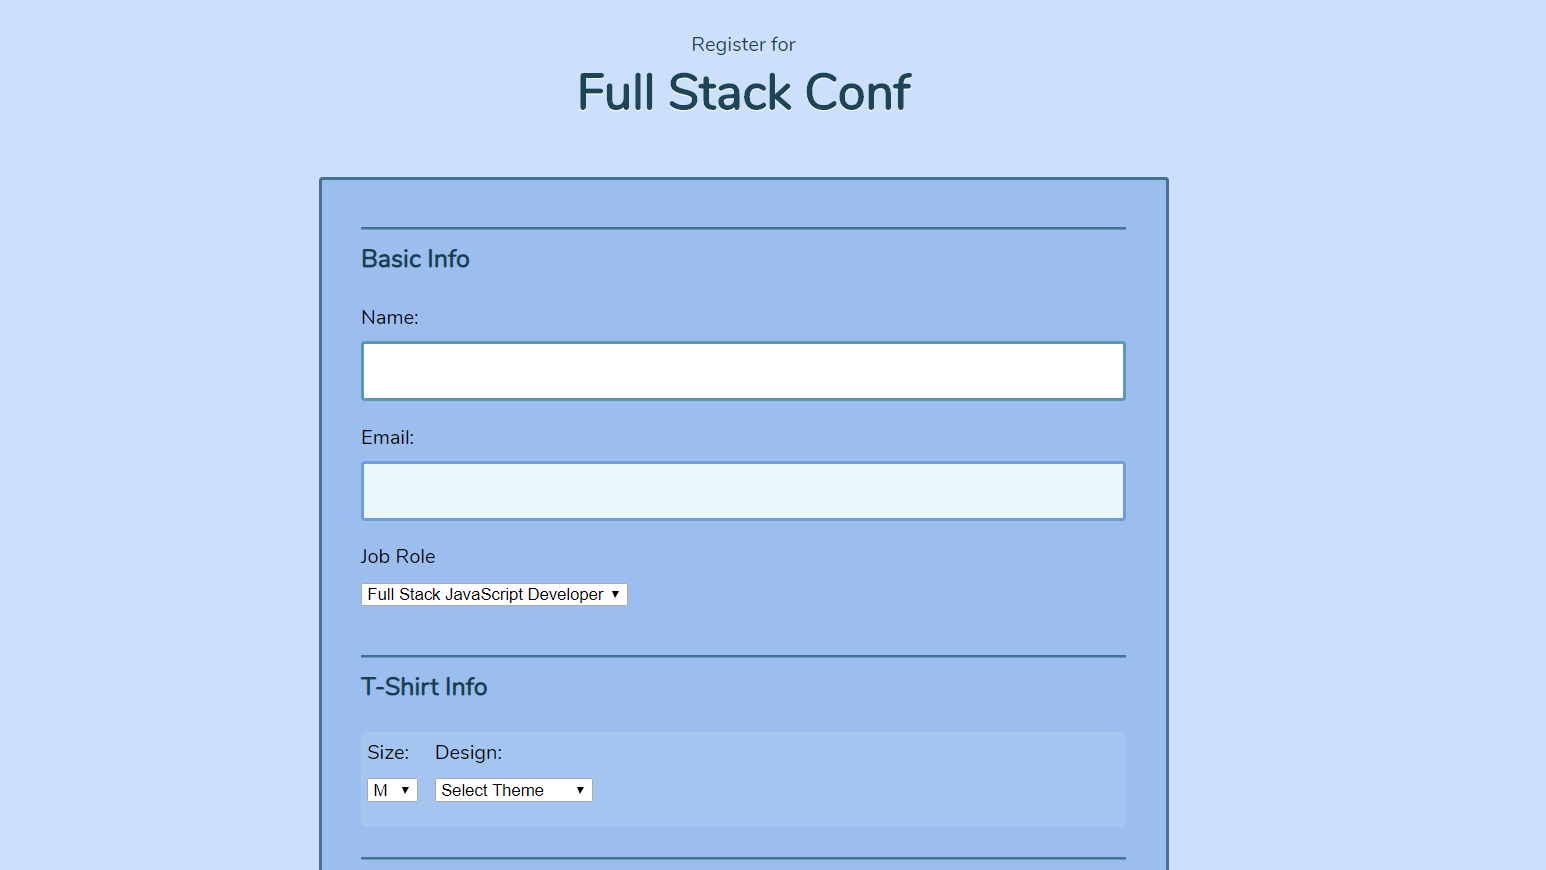 Register for
Full Stack Conf
Basic Info
Name:
Email:
Job Role
Full Stack JavaScript Developer
T-Shirt Info
Size: Design:
M Select Theme